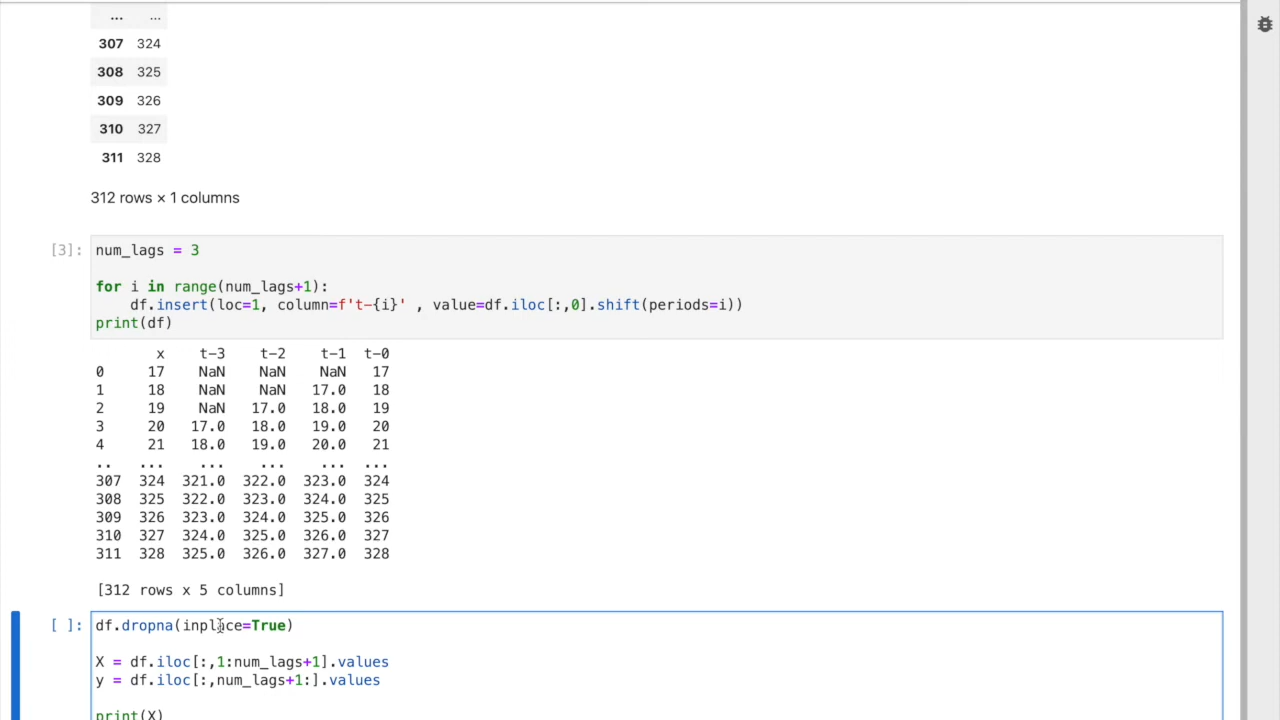 ... ...
307 324
308 325
309 326
310 327
311 328
312 rows × 1 columns
[3]: num_lags = 3
for i in range(num_lags+1):
    df.insert(loc=1, column=f't-{i}' , value=df.iloc[:,0].shift(periods=i))
print(df)
x t-3 t-2 t-1 t-0
0 17 NaN NaN NaN 17
1 18 NaN NaN 17.0 18
2 19 NaN 17.0 18.0 19
3 20 17.0 18.0 19.0 20
4 21 18.0 19.0 20.0 21
.. ... ... ... ... ...
307 324 321.0 322.0 323.0 324
308 325 322.0 323.0 324.0 325
309 326 323.0 324.0 325.0 326
310 327 324.0 325.0 326.0 327
311 328 325.0 326.0 327.0 328
[312 rows x 5 columns]
[ ]: df.dropna(inplace=True)
X = df.iloc[:,1:num_lags+1].values
y = df.iloc[:,num_lags+1:].values
print(X)